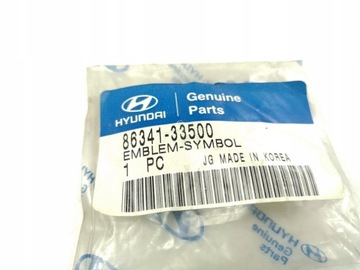 HYUNDAI
Genuine
Parts
86341-33500
EMBLEM-SYMBOL
1 PC JG MADE IN KOREA